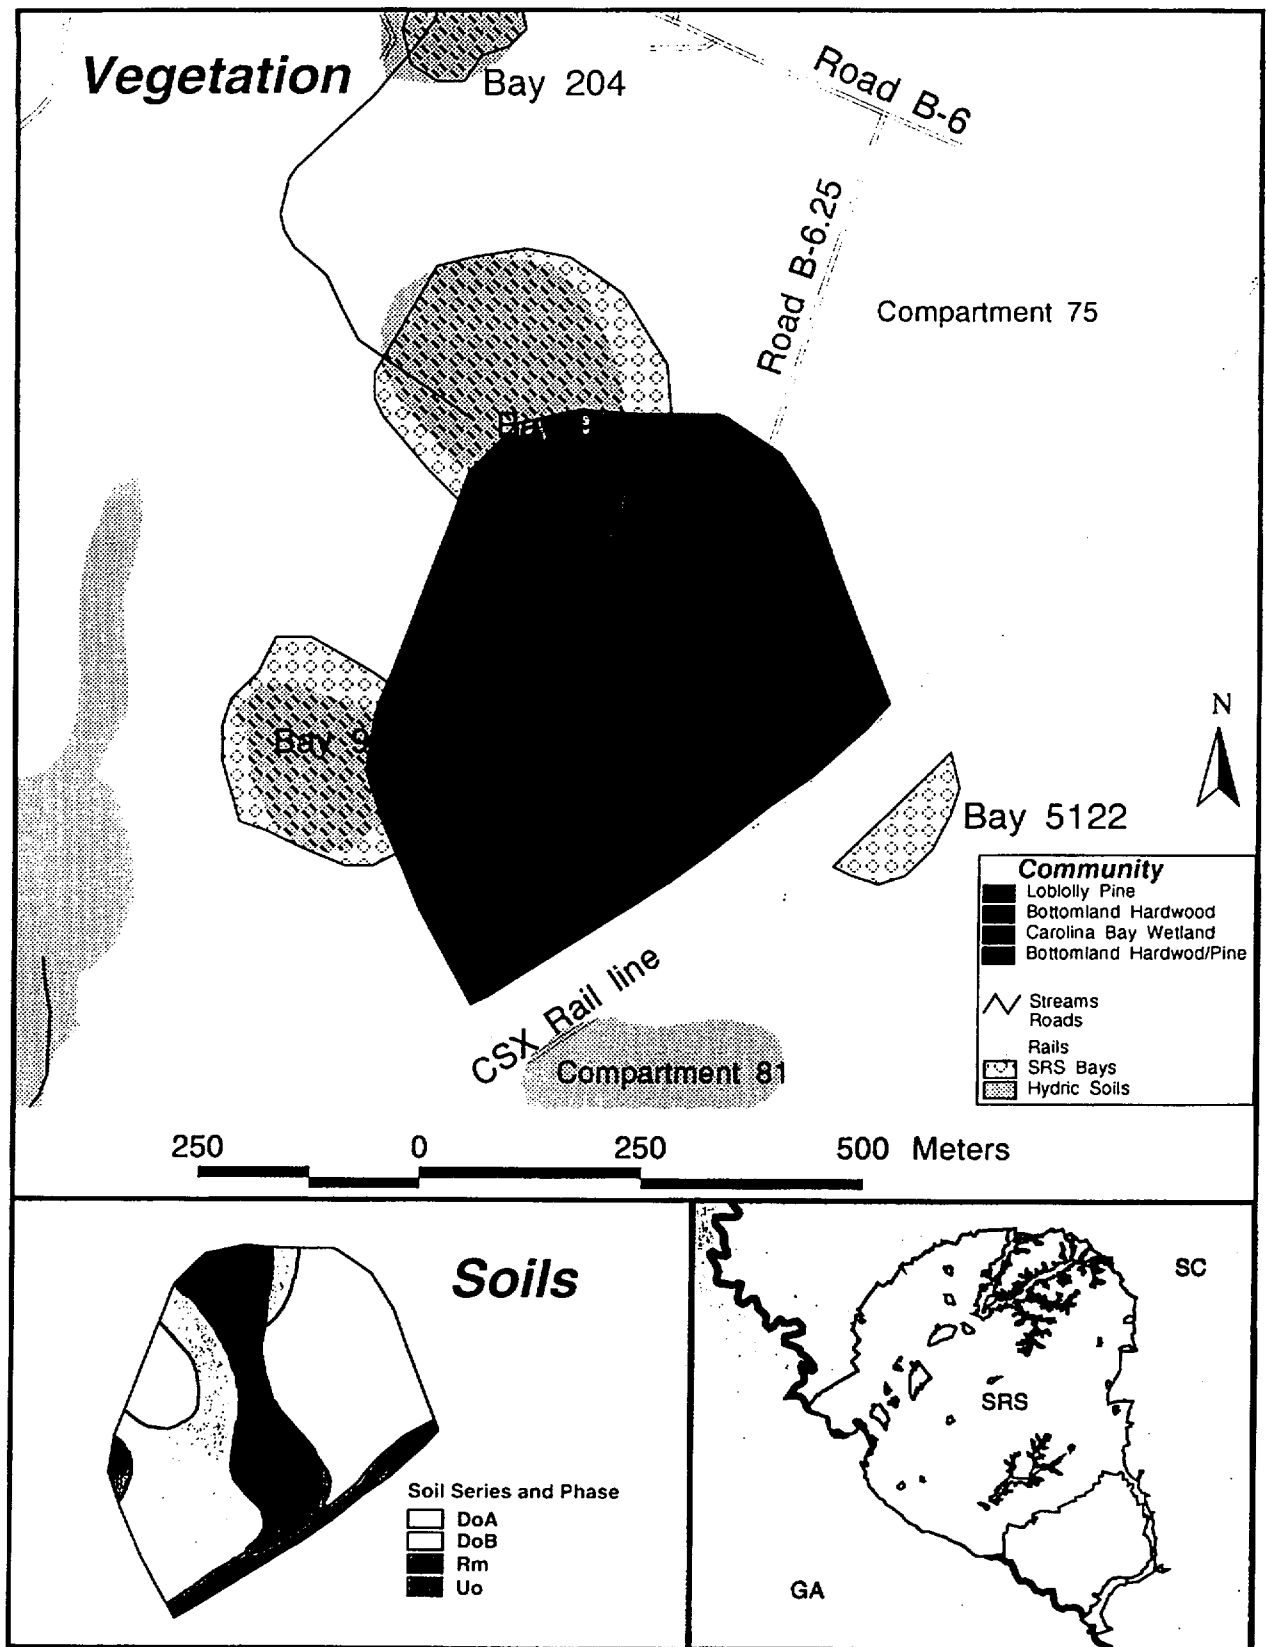 Vegetation
Bay 204
Road B-6
Road B-6.25
Compartment 75
Bay 9
N
Bay 5122
Community
Loblolly Pine
Bottomland Hardwood
Carolina Bay Wetland
Bottomland Hardwod/Pine
Streams
Roads
Rails
SRS Bays
Hydric Soils
CSX Rail line
Compartment 81
250 0 250 500 Meters
Soils
Soil Series and Phase
DoA
DoB
Rm
Uo
SC
SRS
GA